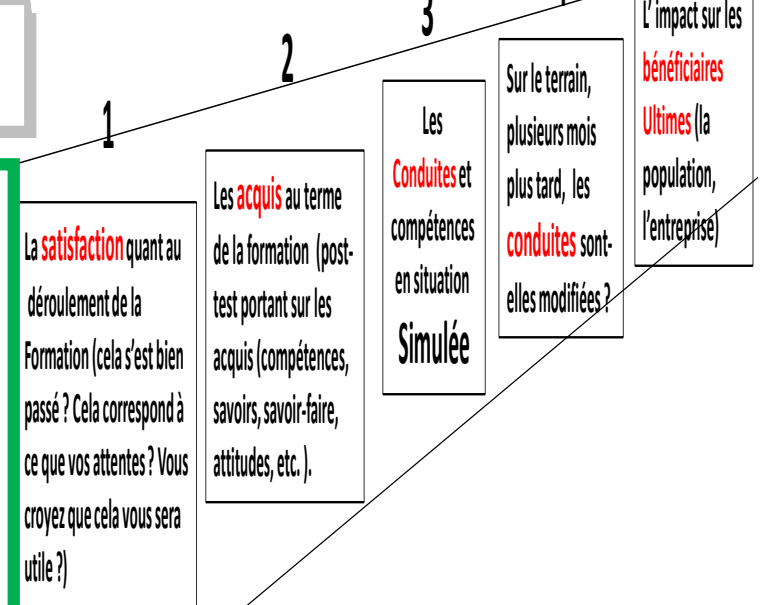 1
La satisfaction quant au
déroulement de la
Formation (cela s'est bien
passé ? Cela correspond à
ce que vos attentes ? Vous
croyez que cela vous sera
utile ?)
2
Les acquis au terme
de la formation (post-
test portant sur les
acquis (compétences,
savoirs, savoir-faire,
attitudes, etc. ).
3
Les
Conduites et
compétences
en situation
Simulée
Sur le terrain,
plusieurs mois
plus tard, les
conduites sont-
elles modifiées ?
L' impact sur les
bénéficiaires
Ultimes (la
population,
l'entreprise)